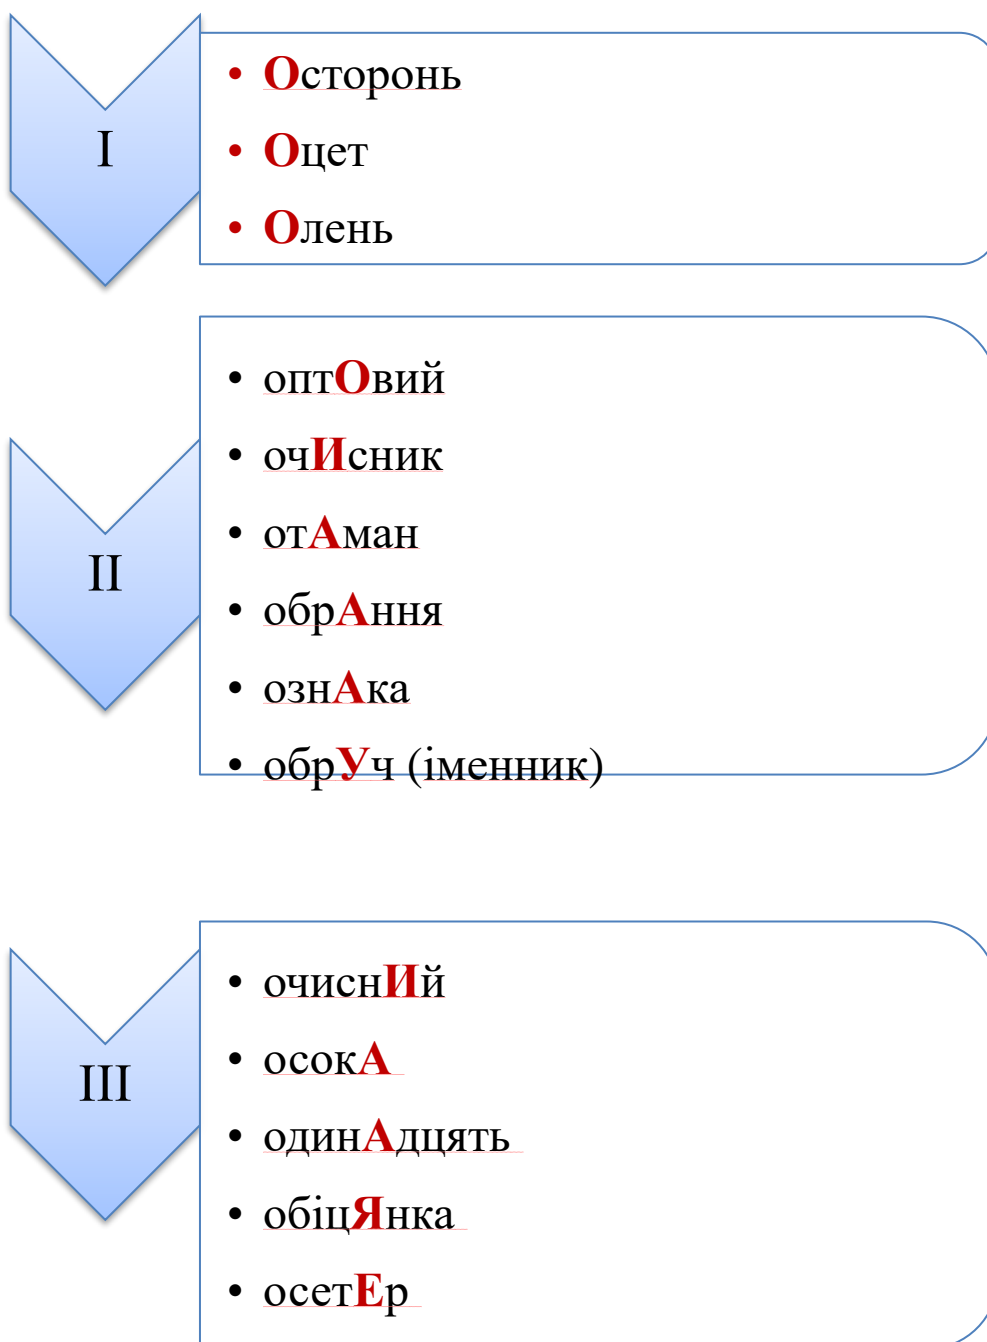 I
• Осторонь
• Оцет
• Олень
II
• оптОвий
• очИсник
• отАман
• обрАння
• ознАка
• обрУч (іменник)
III
• очиснИй
• осокА
• одинАдцять
• обіцЯнка
• осетЕр